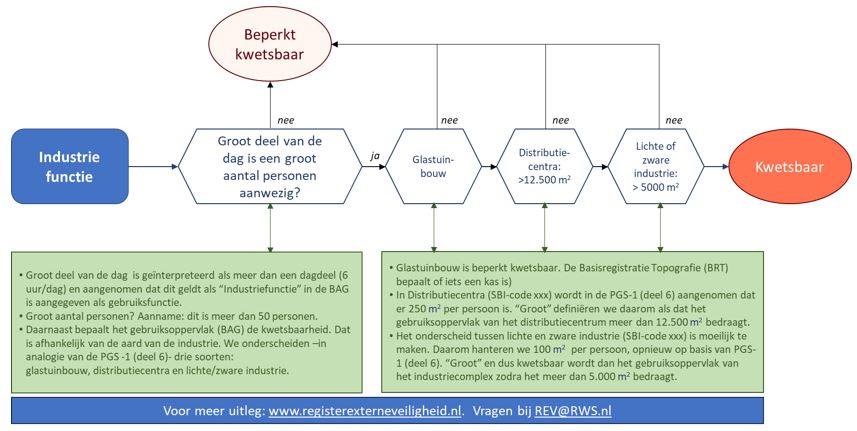 Beperkt
kwetsbaar
nee
nee
nee
nee
Industrie
functie
Groot deel van de
dag is een groot
aantal personen
aanwezig?
ja
Glastuin-
bouw
Distributie-
centra:
>12.500 m²
Lichte of
zware
industrie:
> 5000 m²
Kwetsbaar
• Groot deel van de dag is geïnterpreteerd als meer dan een dagdeel (6
uur/dag) en aangenomen dat dit geldt als “Industriefunctie” in de BAG
is aangegeven als gebruiksfunctie.
• Groot aantal personen? Aanname: dit is meer dan 50 personen.
• Daarnaast bepaalt het gebruiksoppervlak (BAG) de kwetsbaarheid. Dat
is afhankelijk van de aard van de industrie. We onderscheiden –in
analogie van de PGS -1 (deel 6)- drie soorten:
glastuinbouw, distributiecentra en lichte/zware industrie.
• Glastuinbouw is beperkt kwetsbaar. De Basisregistratie Topografie (BRT)
bepaalt of iets een kas is)
• In Distributiecentra (SBI-code xxx) wordt in de PGS-1 (deel 6) aangenomen dat
er 250 m² per persoon is. “Groot” definiëren we daarom als dat het
gebruiksoppervlak van het distributiecentrum meer dan 12.500 m² bedraagt.
• Het onderscheid tussen lichte en zware industrie (SBI-code xxx) is moeilijk te
maken. Daarom hanteren we 100 m² per persoon, opnieuw op basis van PGS-
1 (deel 6). “Groot” en dus kwetsbaar wordt dan het gebruiksoppervlak van
het industriecomplex zodra het meer dan 5.000 m² bedraagt.
Voor meer uitleg: www.registerexterneveiligheid.nl. Vragen bij REV@RWS.nl